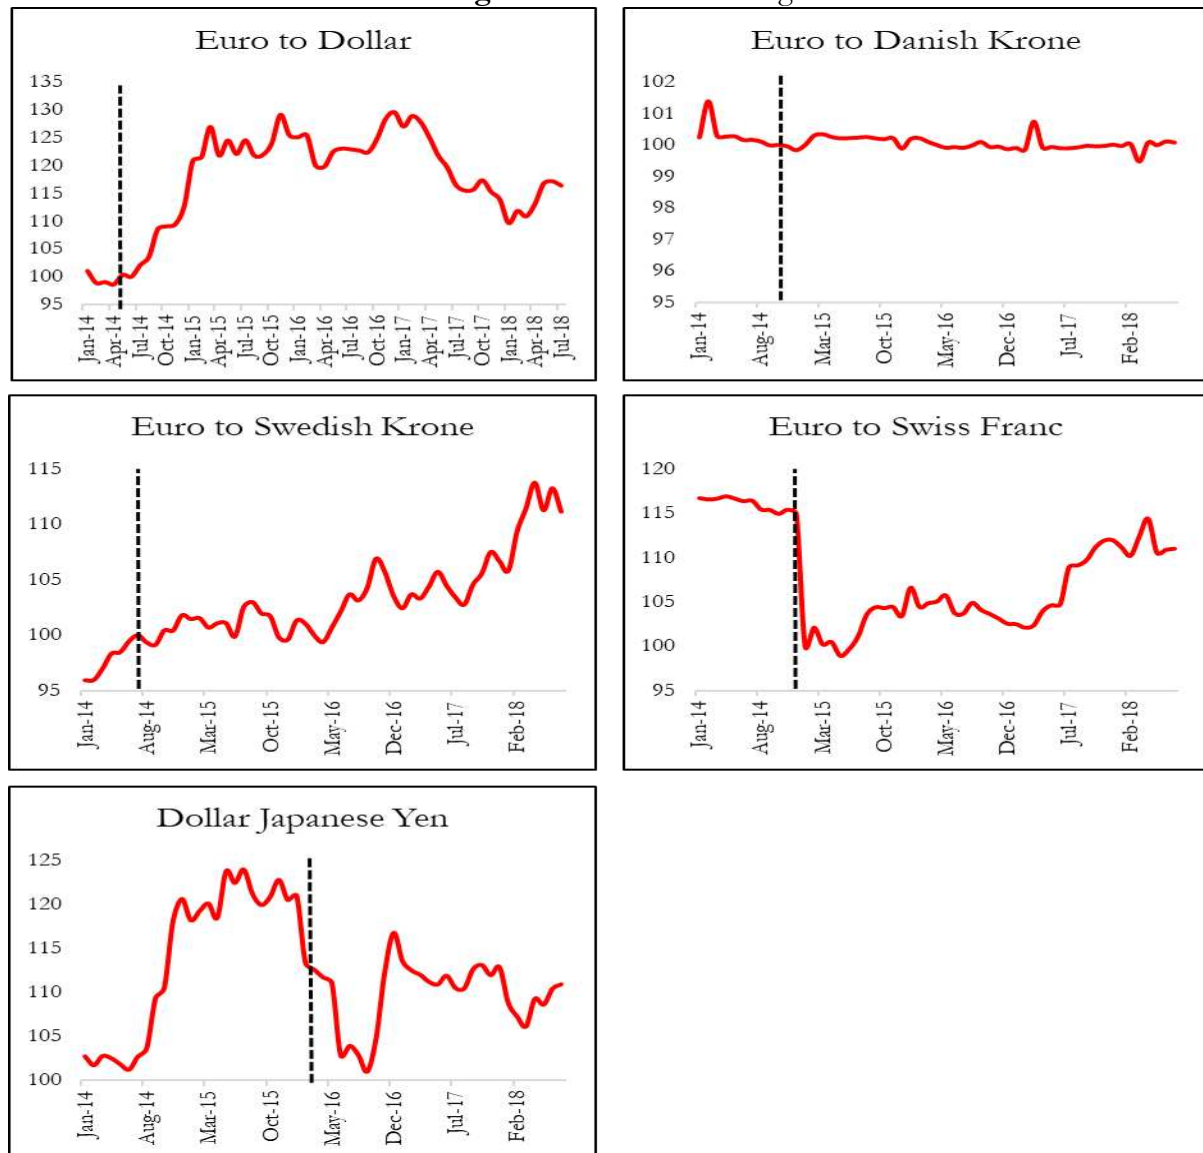 Euro to Dollar
135
130
125
120
115
110
105
100
95
Jan-14
Apr-14
Jul-14
Oct-14
Jan-15
Apr-15
Jul-15
Oct-15
Jan-16
Apr-16
Jul-16
Oct-16
Jan-17
Apr-17
Jul-17
Oct-17
Jan-18
Apr-18
Jul-18
Euro to Danish Krone
102
101
100
99
98
97
96
95
Jan-14
Aug-14
Mar-15
Oct-15
May-16
Dec-16
Jul-17
Feb-18
Euro to Swedish Krone
115
110
105
100
95
Jan-14
Aug-14
Mar-15
Oct-15
May-16
Dec-16
Jul-17
Feb-18
Euro to Swiss Franc
120
115
110
105
100
95
Jan-14
Aug-14
Mar-15
Oct-15
May-16
Dec-16
Jul-17
Feb-18
Dollar Japanese Yen
125
120
115
110
105
100
Jan-14
Aug-14
Mar-15
Oct-15
May-16
Dec-16
Jul-17
Feb-18